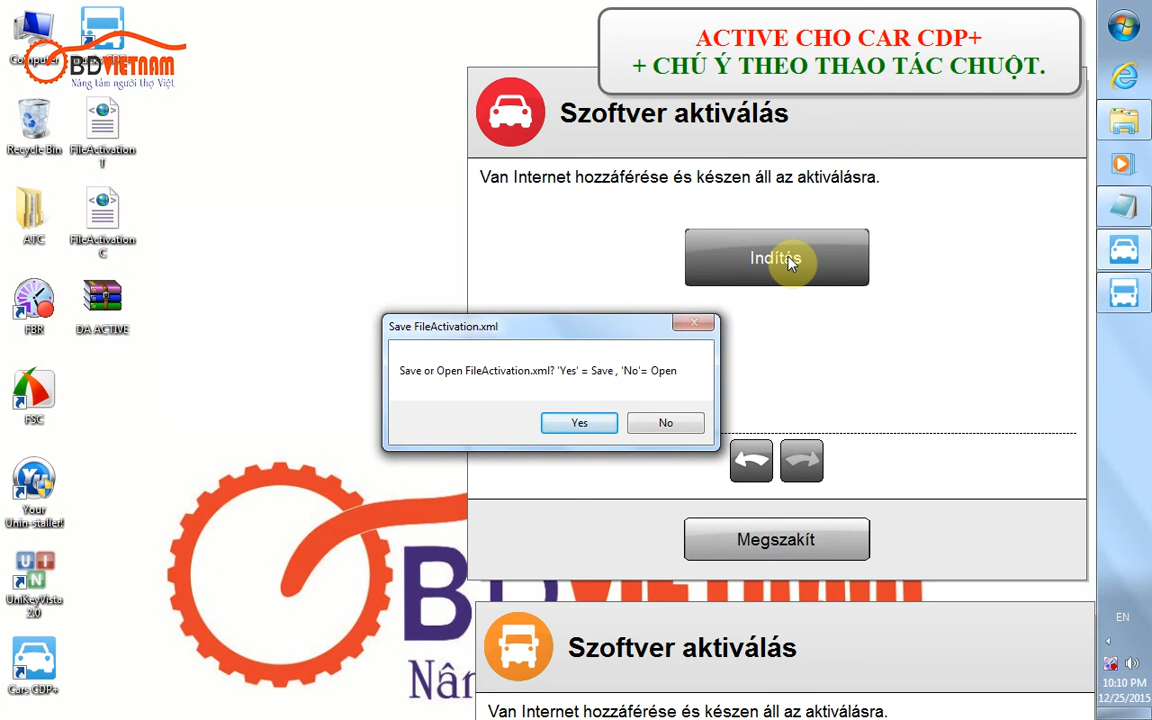 ACTIVE CHO CAR CDP+
+ CHÚ Ý THEO THAO TÁC CHUỘT.
Computer
BDVIETNAM
Nâng tầm người thợ Việt
Recycle Bin
FileActivation
T
ATC
FileActivation
C
FBR
DA ACTIVE
FSC
Your
Unin-staller!
UniKeyVista
2.0
Cars CDP+
Szoftver aktiválás
Van Internet hozzáférése és készen áll az aktiválásra.
Indítás
Save FileActivation.xml
Save or Open FileActivation.xml? 'Yes' = Save , 'No'= Open
Yes
No
Megszakít
BDVIETNAM
Nân
Szoftver aktiválás
Van Internet hozzáférése és készen áll az aktiválásra.
EN
10:10 PM
12/25/2015